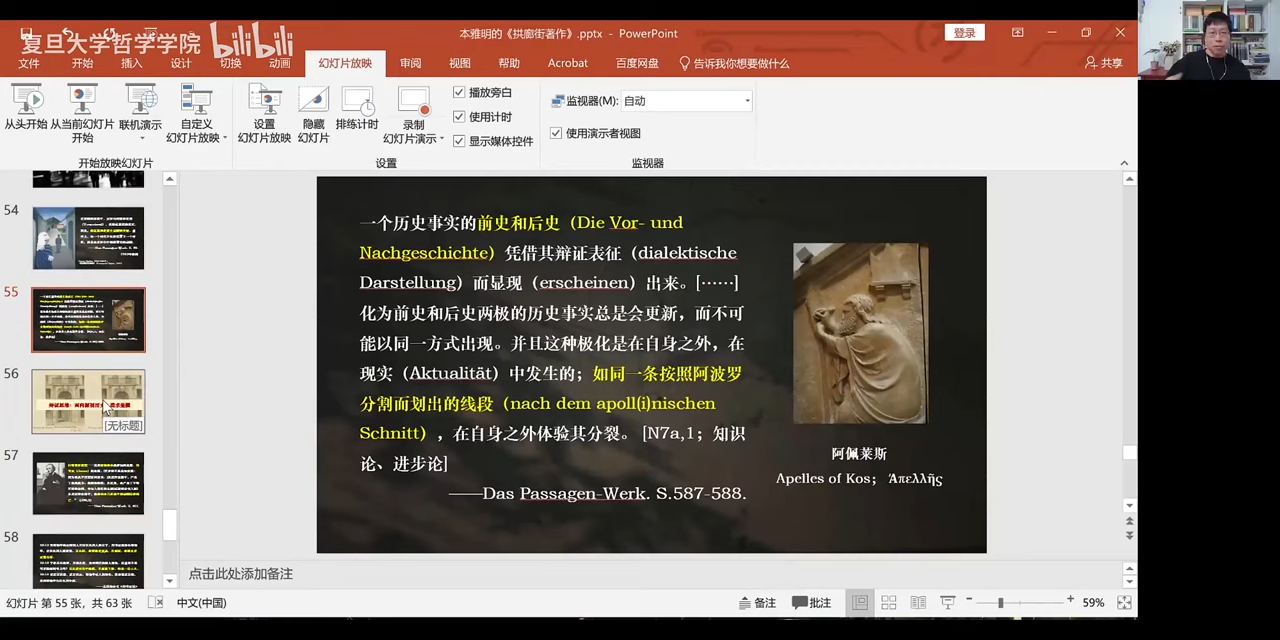 复旦大学哲学学院 bilibili
本雅明的《拱廊街著作》.pptx - PowerPoint
登录
文件 开始 插入 设计 切换 动画 幻灯片放映 审阅 视图 帮助 Acrobat 百度网盘 告诉我你想要做什么 共享
从头开始
从当前幻灯片
开始
联机演示
自定义
幻灯片放映
开始放映幻灯片
设置
幻灯片放映
隐藏
幻灯片
排练计时
录制
幻灯片演示
播放旁白
使用计时
显示媒体控件
设置
监视器(M): 自动
使用演示者视图
监视器
54
55
56
[无标题]
57
58
一个历史事实的前史和后史（Die Vor- und
Nachgeschichte）凭借其辩证表征（dialektische
Darstellung）而显现（erscheinen）出来。[……]
化为前史和后史两极的历史事实总是会更新，而不可
能以同一方式出现。并且这种极化是在自身之外，在
现实（Aktualität）中发生的；如同一条按照阿波罗
分割而划出的线段（nach dem apoll(i)nischen
Schnitt），在自身之外体验其分裂。 [N7a,1；知识
论、进步论]
——Das Passagen-Werk. S.587-588.
阿佩莱斯
Apelles of Kos； Ἀπελλῆς
点击此处添加备注
幻灯片 第 55 张，共 63 张 中文(中国) 备注 批注 59%